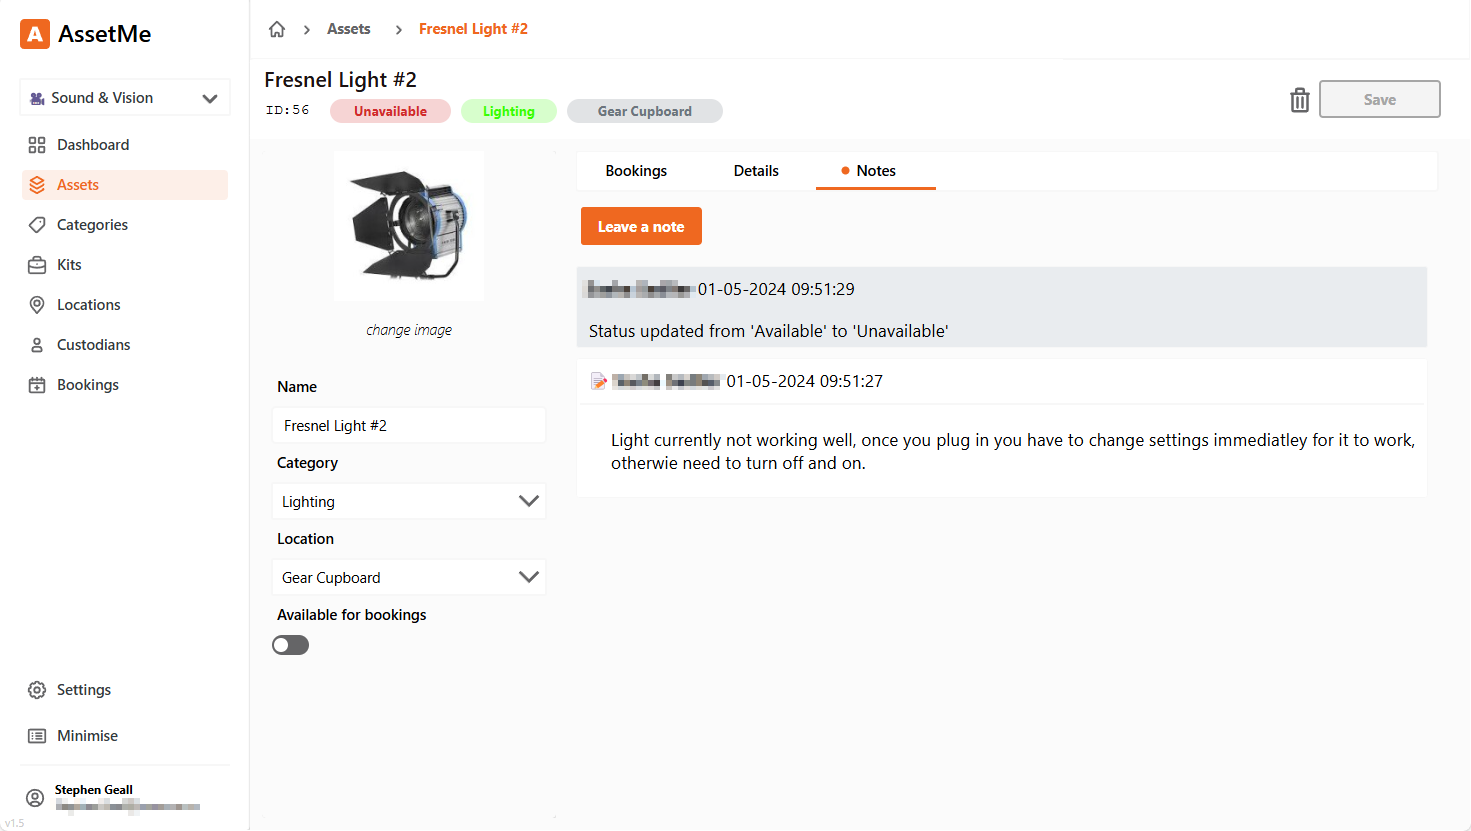 A AssetMe
Sound & Vision
Dashboard
Assets
Categories
Kits
Locations
Custodians
Bookings
Settings
Minimise
Stephen Geall
v1.5
Assets
Fresnel Light #2
Fresnel Light #2
ID:56
Unavailable
Lighting
Gear Cupboard
Save
change image
Name
Fresnel Light #2
Category
Lighting
Location
Gear Cupboard
Available for bookings
Bookings
Details
Notes
Leave a note
01-05-2024 09:51:29
Status updated from 'Available' to 'Unavailable'
01-05-2024 09:51:27
Light currently not working well, once you plug in you have to change settings immediatley for it to work,
otherwie need to turn off and on.